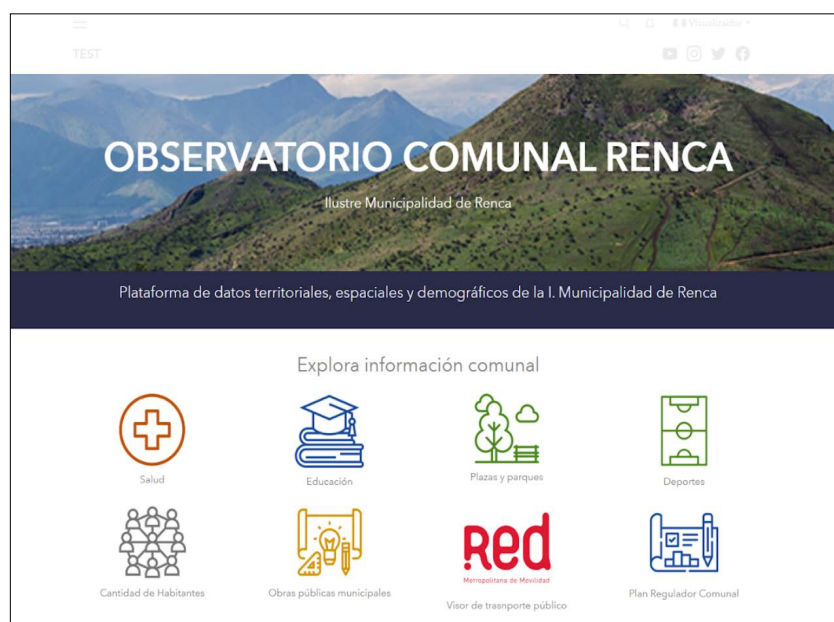 Visualizador
TEST
OBSERVATORIO COMUNAL RENCA
Ilustre Municipalidad de Renca
Plataforma de datos territoriales, espaciales y demográficos de la I. Municipalidad de Renca
Explora información comunal
Salud
Educación
Plazas y parques
Deportes
Cantidad de Habitantes
Obras públicas municipales
Red
Metropolitana de Movilidad
Visor de trasnporte público
Plan Regulador Comunal